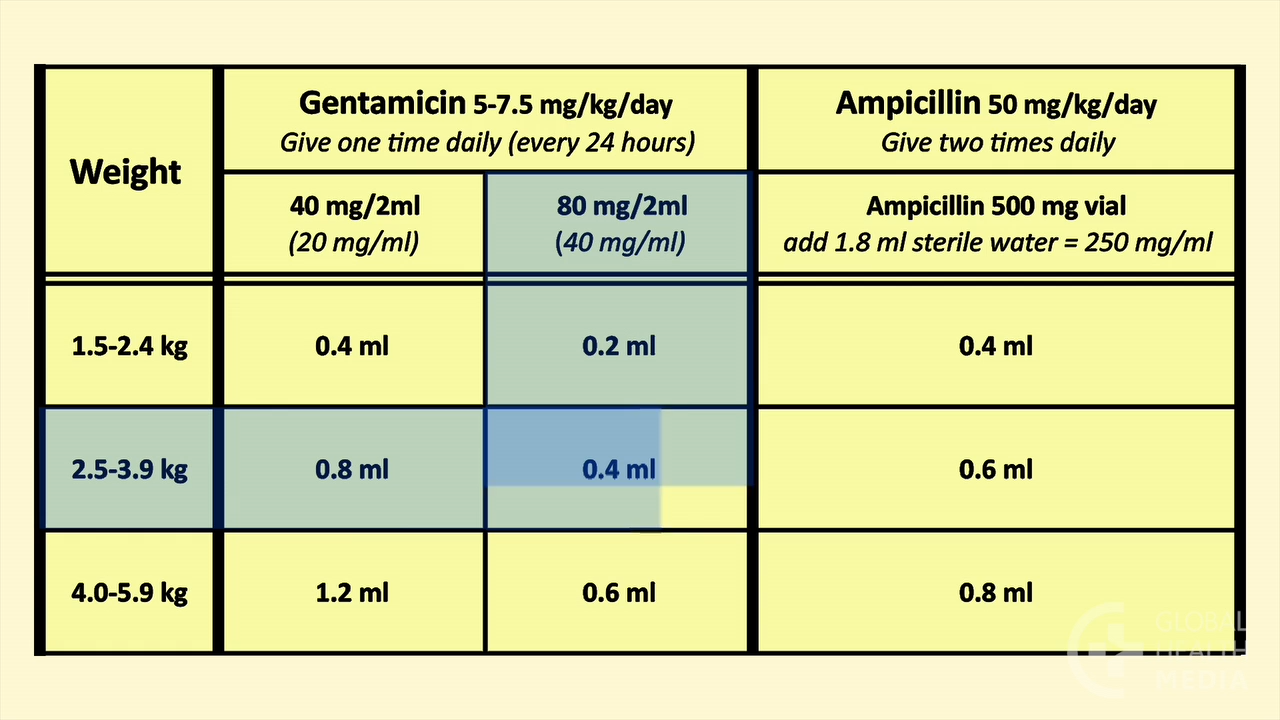 Weight
Gentamicin 5-7.5 mg/kg/day
Give one time daily (every 24 hours)
Ampicillin 50 mg/kg/day
Give two times daily
40 mg/2ml
(20 mg/ml)
80 mg/2ml
(40 mg/ml)
Ampicillin 500 mg vial
add 1.8 ml sterile water = 250 mg/ml
1.5-2.4 kg
0.4 ml
0.2 ml
0.4 ml
2.5-3.9 kg
0.8 ml
0.4 ml
0.6 ml
4.0-5.9 kg
1.2 ml
0.6 ml
0.8 ml
GLOBAL
HEALTH
MEDIA